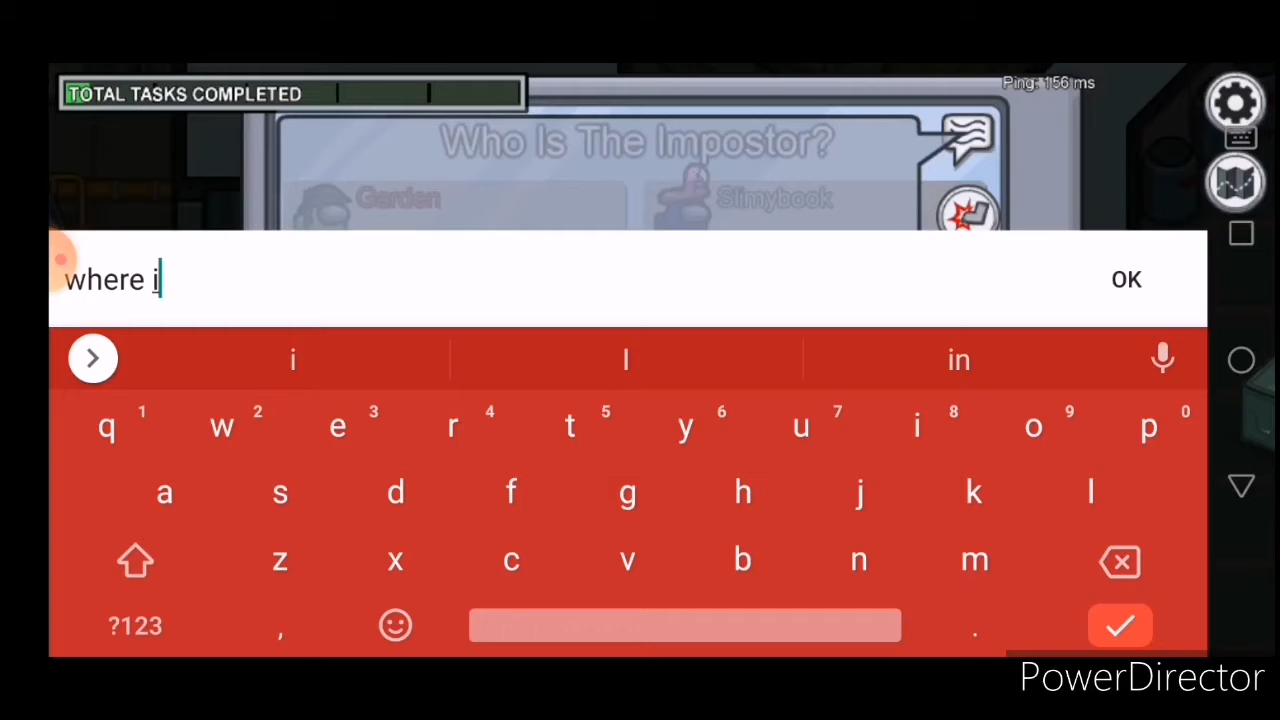 TOTAL TASKS COMPLETED
Ping: 156 ms
Who Is The Impostor?
Garden Slimybook
where i
OK
i I in
q 1 w 2 e 3 r 4 t 5 y 6 u 7 i 8 o 9 p 0
a s d f g h j k l
z x c v b n m
?123 , .
PowerDirector